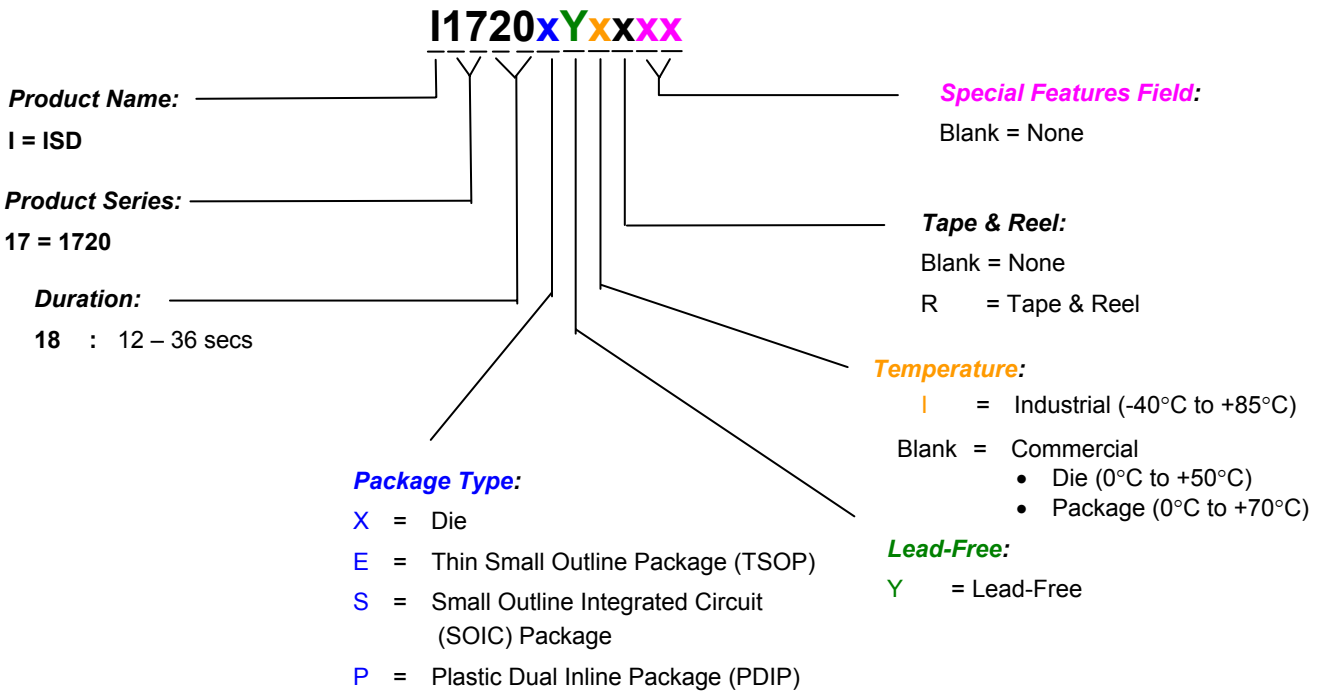 I1720xYxxxx
Product Name:
I = ISD
Product Series:
17 = 1720
Duration:
18 : 12 – 36 secs
Package Type:
X = Die
E = Thin Small Outline Package (TSOP)
S = Small Outline Integrated Circuit
(SOIC) Package
P = Plastic Dual Inline Package (PDIP)
Special Features Field:
Blank = None
Tape & Reel:
Blank = None
R = Tape & Reel
Temperature:
I = Industrial (-40°C to +85°C)
Blank = Commercial
• Die (0°C to +50°C)
• Package (0°C to +70°C)
Lead-Free:
Y = Lead-Free